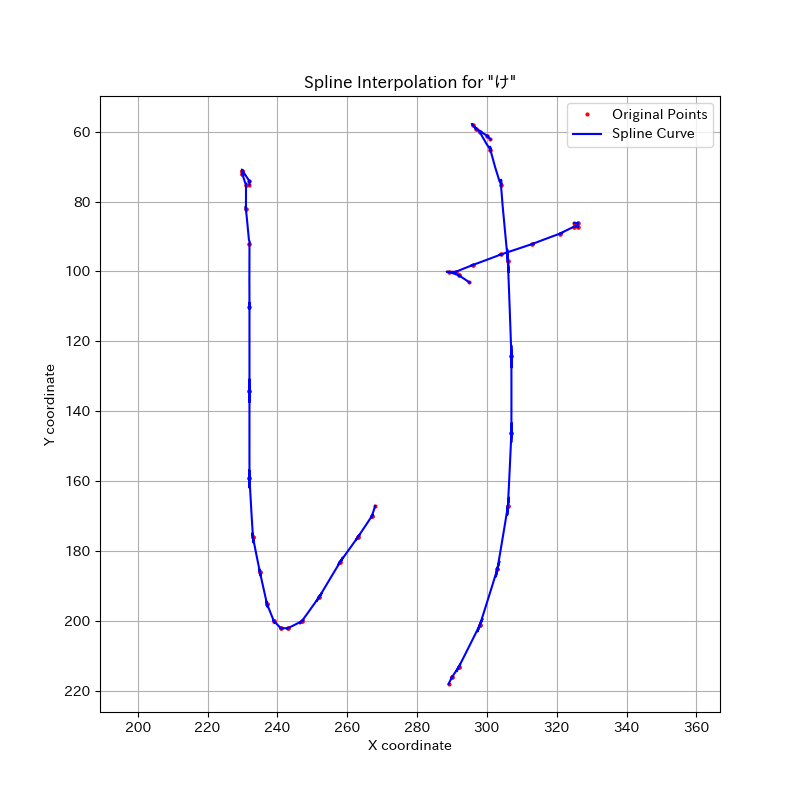 Spline Interpolation for "け"
Original Points
Spline Curve
60
80
100
120
140
160
180
200
220
Y coordinate
200 220 240 260 280 300 320 340 360
X coordinate